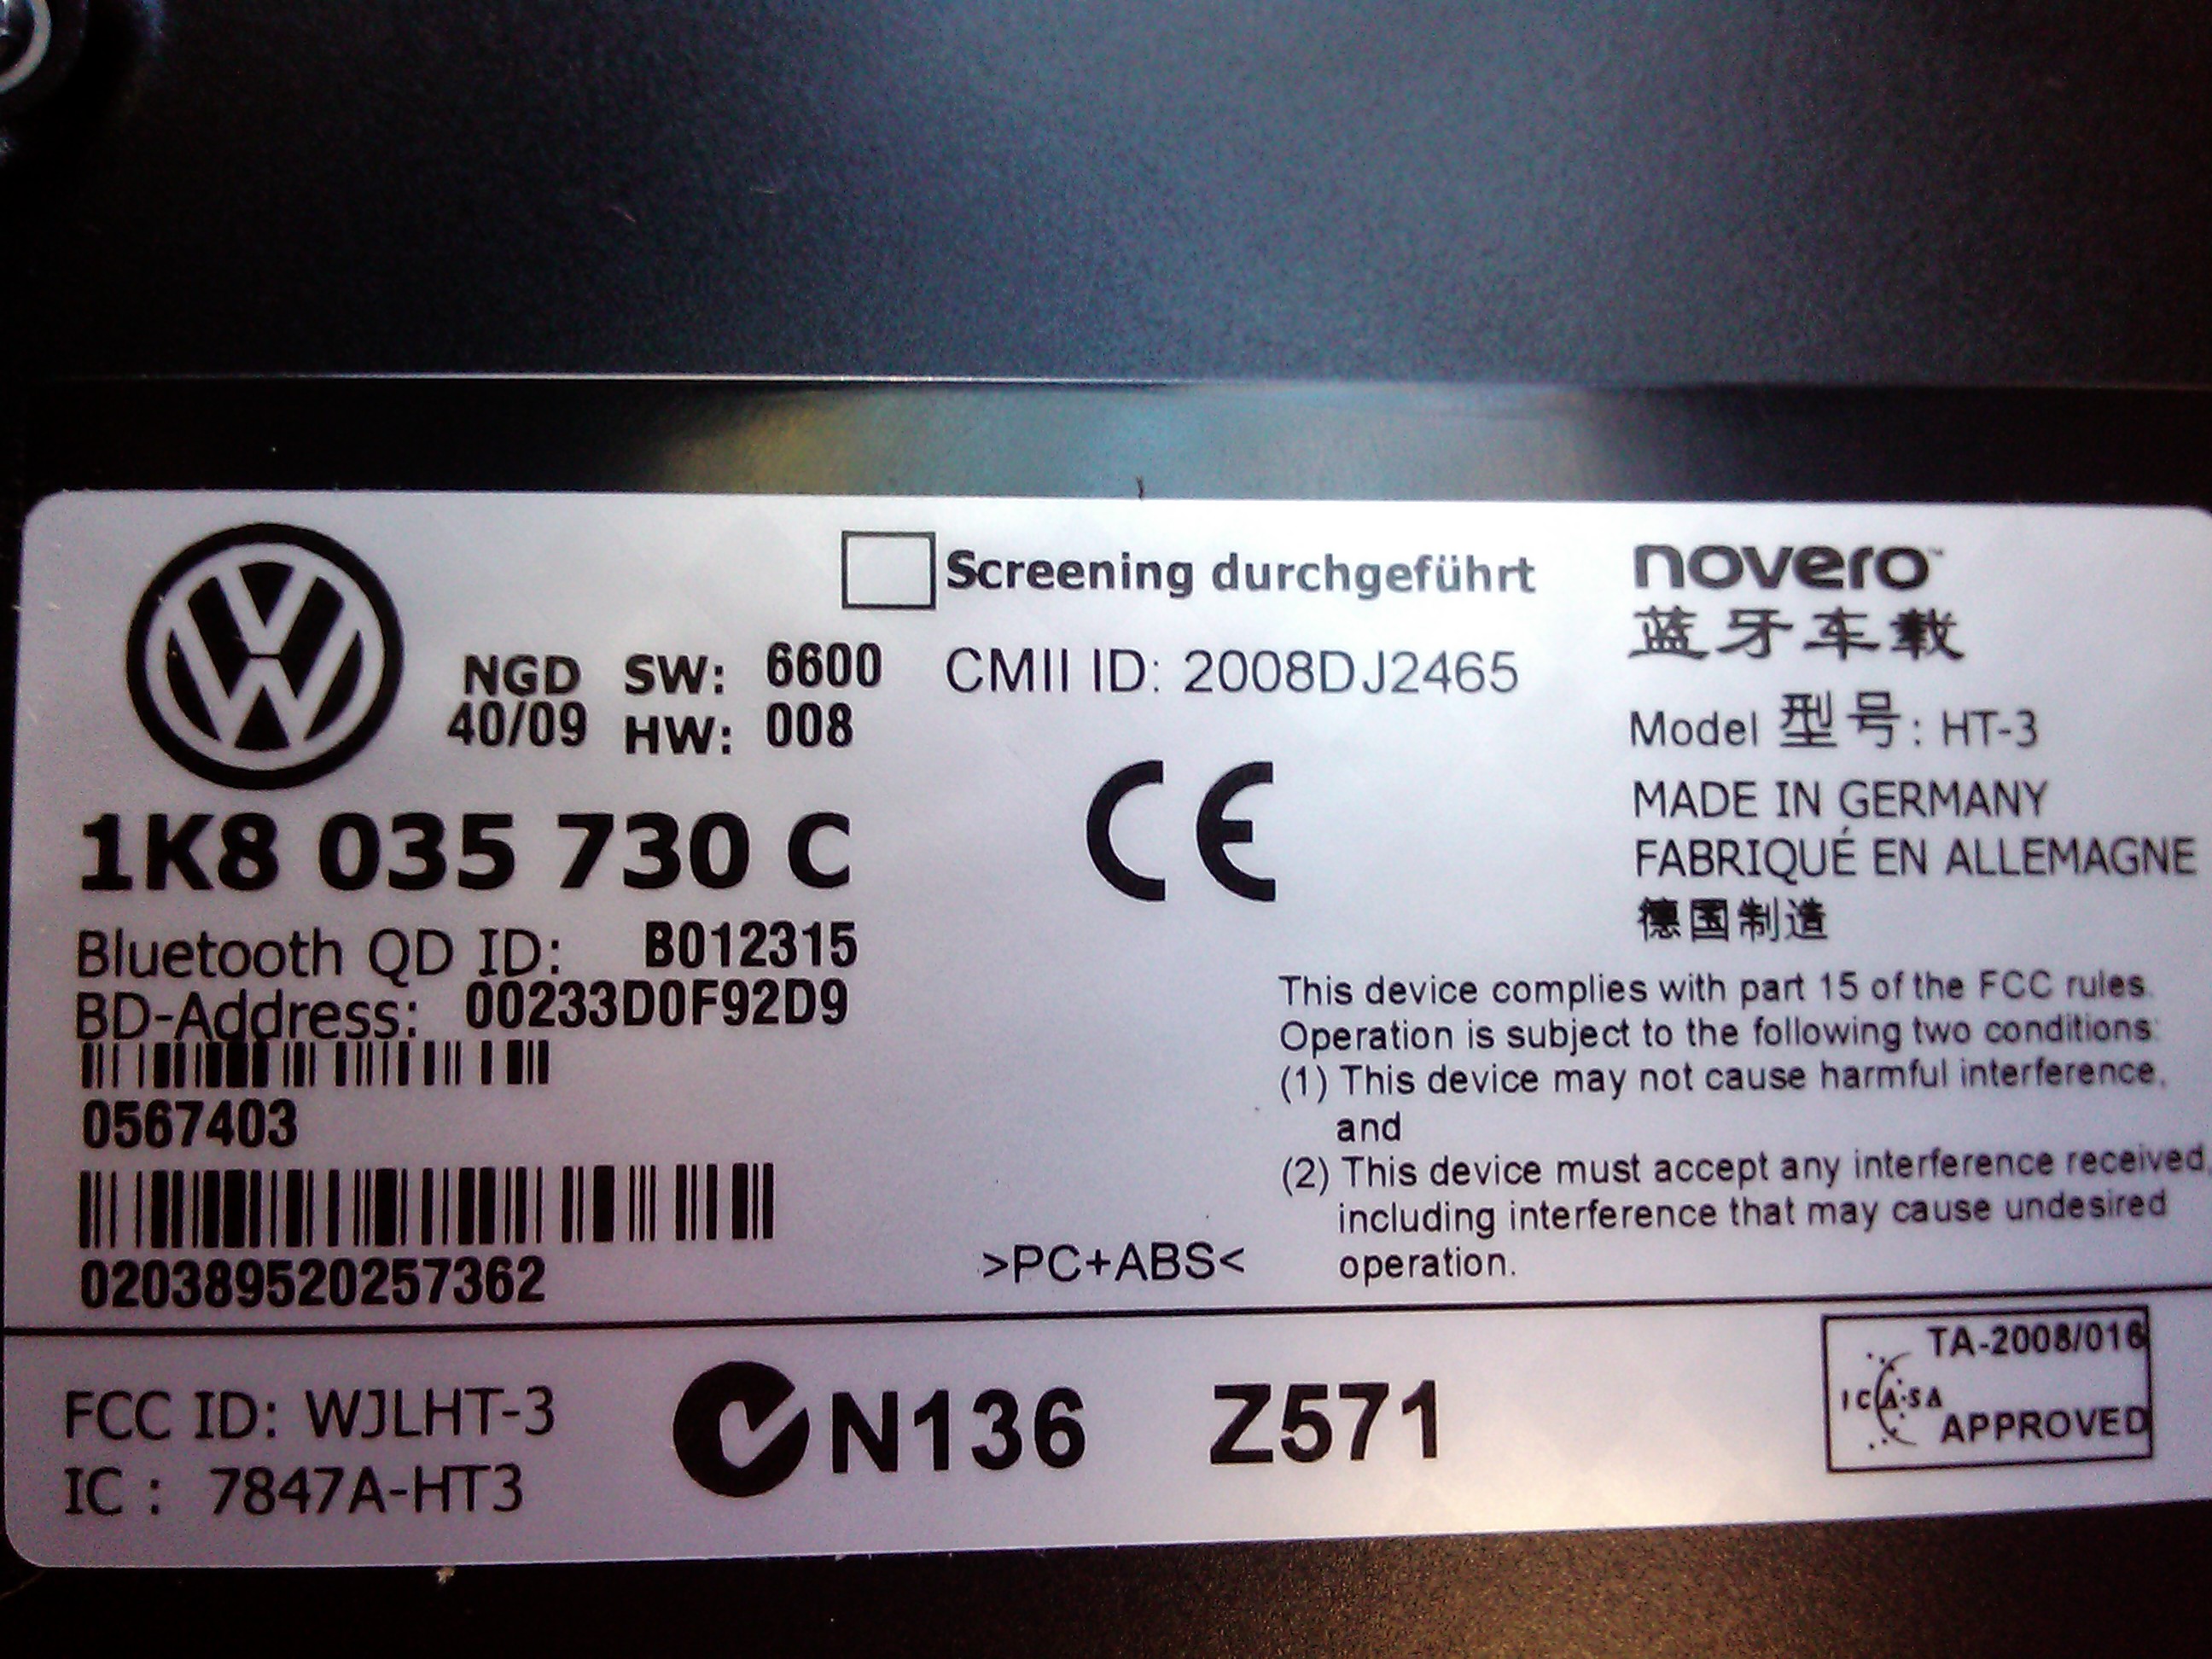 Screening durchgeführt
NGD SW: 6600
40/09 HW: 008
CMII ID: 2008DJ2465
1K8 035 730 C
Bluetooth QD ID: B012315
BD-Address: 00233D0F92D9
0567403
020389520257362
CE
>PC+ABS<
novero™
蓝牙车载
Model 型号: HT-3
MADE IN GERMANY
FABRIQUÉ EN ALLEMAGNE
德国制造
This device complies with part 15 of the FCC rules.
Operation is subject to the following two conditions:
(1) This device may not cause harmful interference,
and
(2) This device must accept any interference received,
including interference that may cause undesired
operation.
FCC ID: WJLHT-3
IC : 7847A-HT3
N136 Z571
TA-2008/016
ICASA
APPROVED